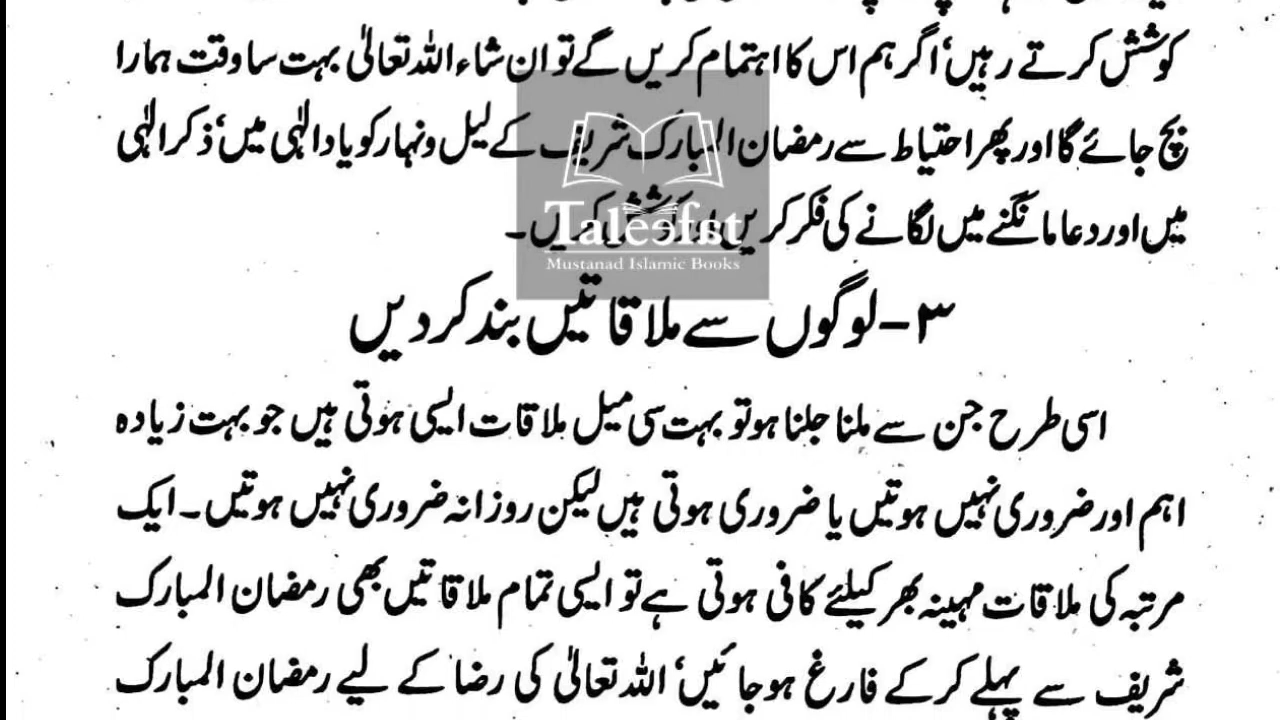 کوشش کرتے رہیں، اگر ہم اس کا اہتمام کریں گے تو ان شاء اللہ تعالیٰ بہت سا وقت ہمارا
بچ جائے گا اور پھر احتیاط سے رمضان المبارک شریف کے لیل و نہار کو یاد الٰہی میں، ذکر الٰہی
میں اور دعا مانگنے میں لگانے کی فکر کریں اور کوشش کریں۔
Taleefat
Mustanad Islamic Books
۳- لوگوں سے ملاقاتیں بند کر دیں
اسی طرح جن سے ملنا جلنا ہو تو بہت سی میل ملاقات ایسی ہوتی ہیں جو بہت زیادہ
اہم اور ضروری نہیں ہوتیں یا ضروری ہوتی ہیں لیکن روزانہ ضروری نہیں ہوتیں۔ ایک
مرتبہ کی ملاقات مہینہ بھر کیلئے کافی ہوتی ہے تو ایسی تمام ملاقاتیں بھی رمضان المبارک
شریف سے پہلے کر کے فارغ ہو جائیں، اللہ تعالیٰ کی رضا کے لیے رمضان المبارک